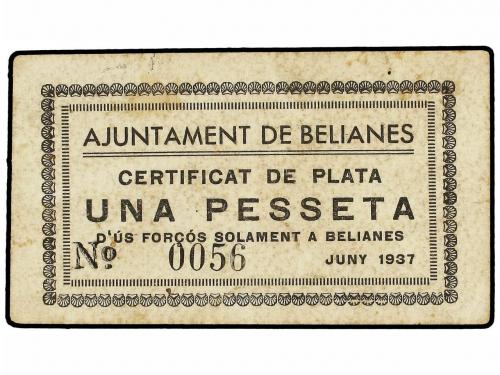 AJUNTAMENT DE BELIANES
CERTIFICAT DE PLATA
UNA PESSETA
D'ÚS FORÇÓS SOLAMENT A BELIANES
Nº 0056 JUNY 1937